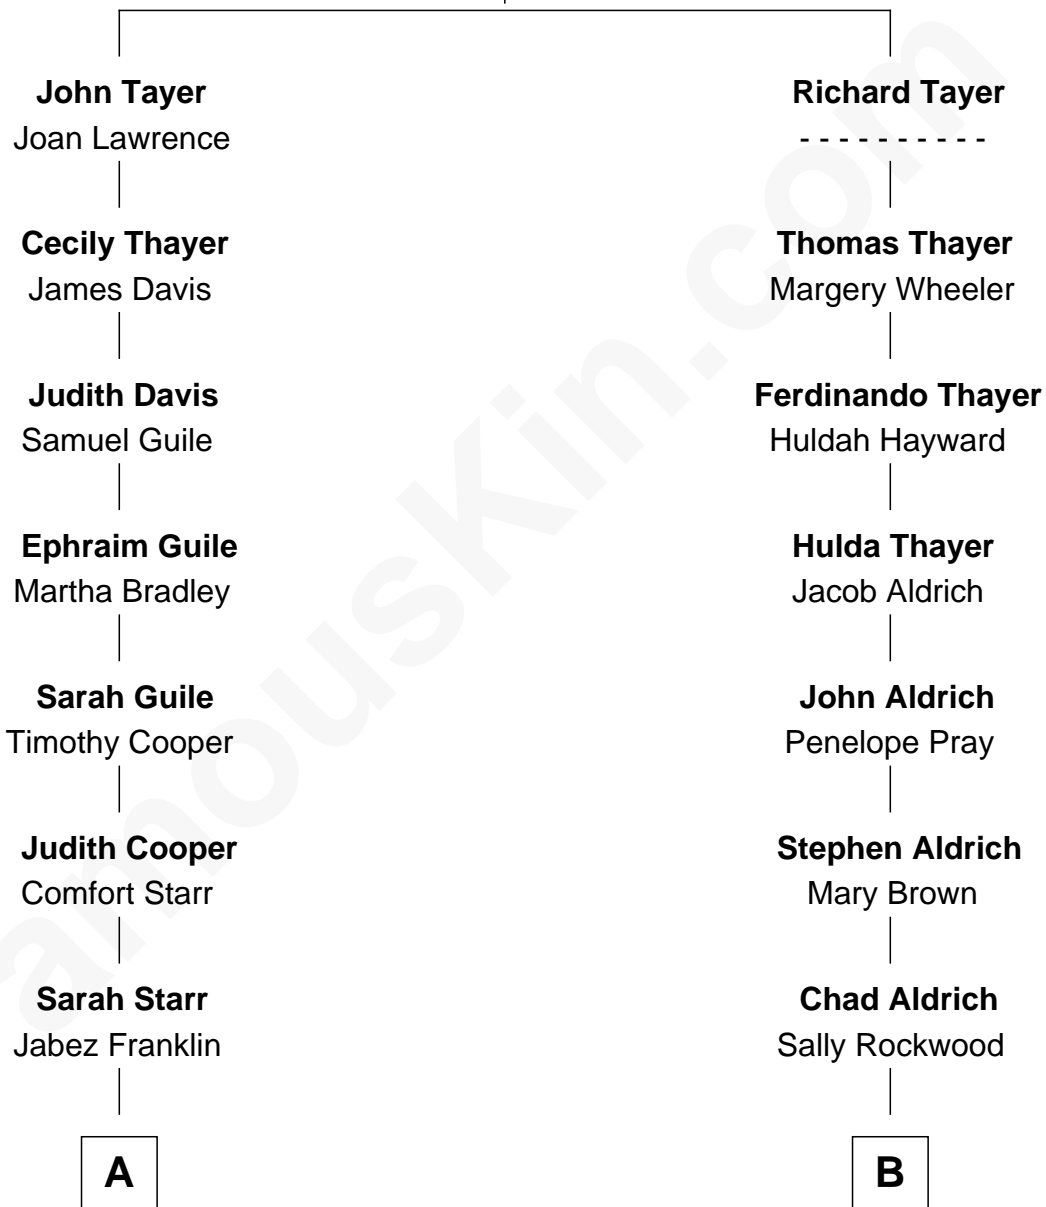 John Tayer
Joan Lawrence
Cecily Thayer
James Davis
Judith Davis
Samuel Guile
Ephraim Guile
Martha Bradley
Sarah Guile
Timothy Cooper
Judith Cooper
Comfort Starr
Sarah Starr
Jabez Franklin
A
Richard Tayer
- - - - - - - - - -
Thomas Thayer
Margery Wheeler
Ferdinando Thayer
Huldah Hayward
Hulda Thayer
Jacob Aldrich
John Aldrich
Penelope Pray
Stephen Aldrich
Mary Brown
Chad Aldrich
Sally Rockwood
B
amouskin.com